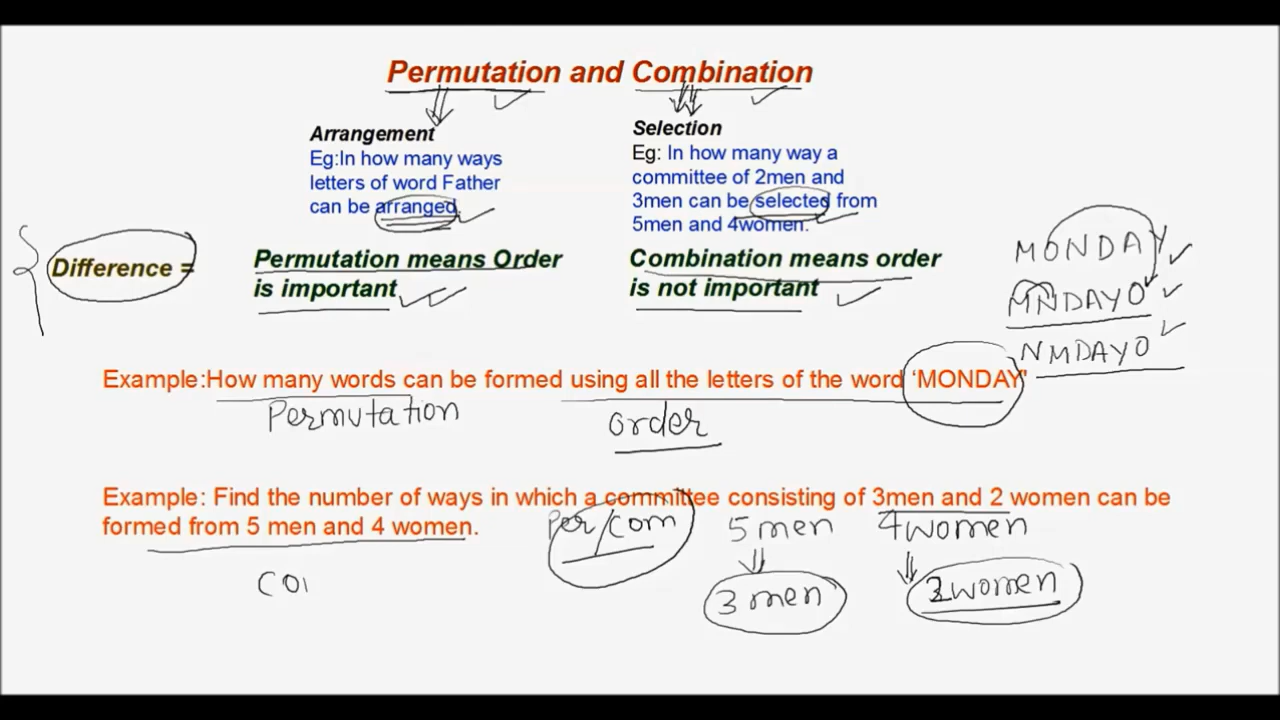 Permutation and Combination
Arrangement
Eg:In how many ways
letters of word Father
can be arranged.
Selection
Eg: In how many way a
committee of 2men and
3men can be selected from
5men and 4women.
Difference =
Permutation means Order
is important
Combination means order
is not important
MONDAY
MNDAYO
NMDAYO
Example:How many words can be formed using all the letters of the word ‘MONDAY’
Permutation order
Example: Find the number of ways in which a committee consisting of 3men and 2 women can be
formed from 5 men and 4 women.
Per/com 5men 4women
3 men 2women